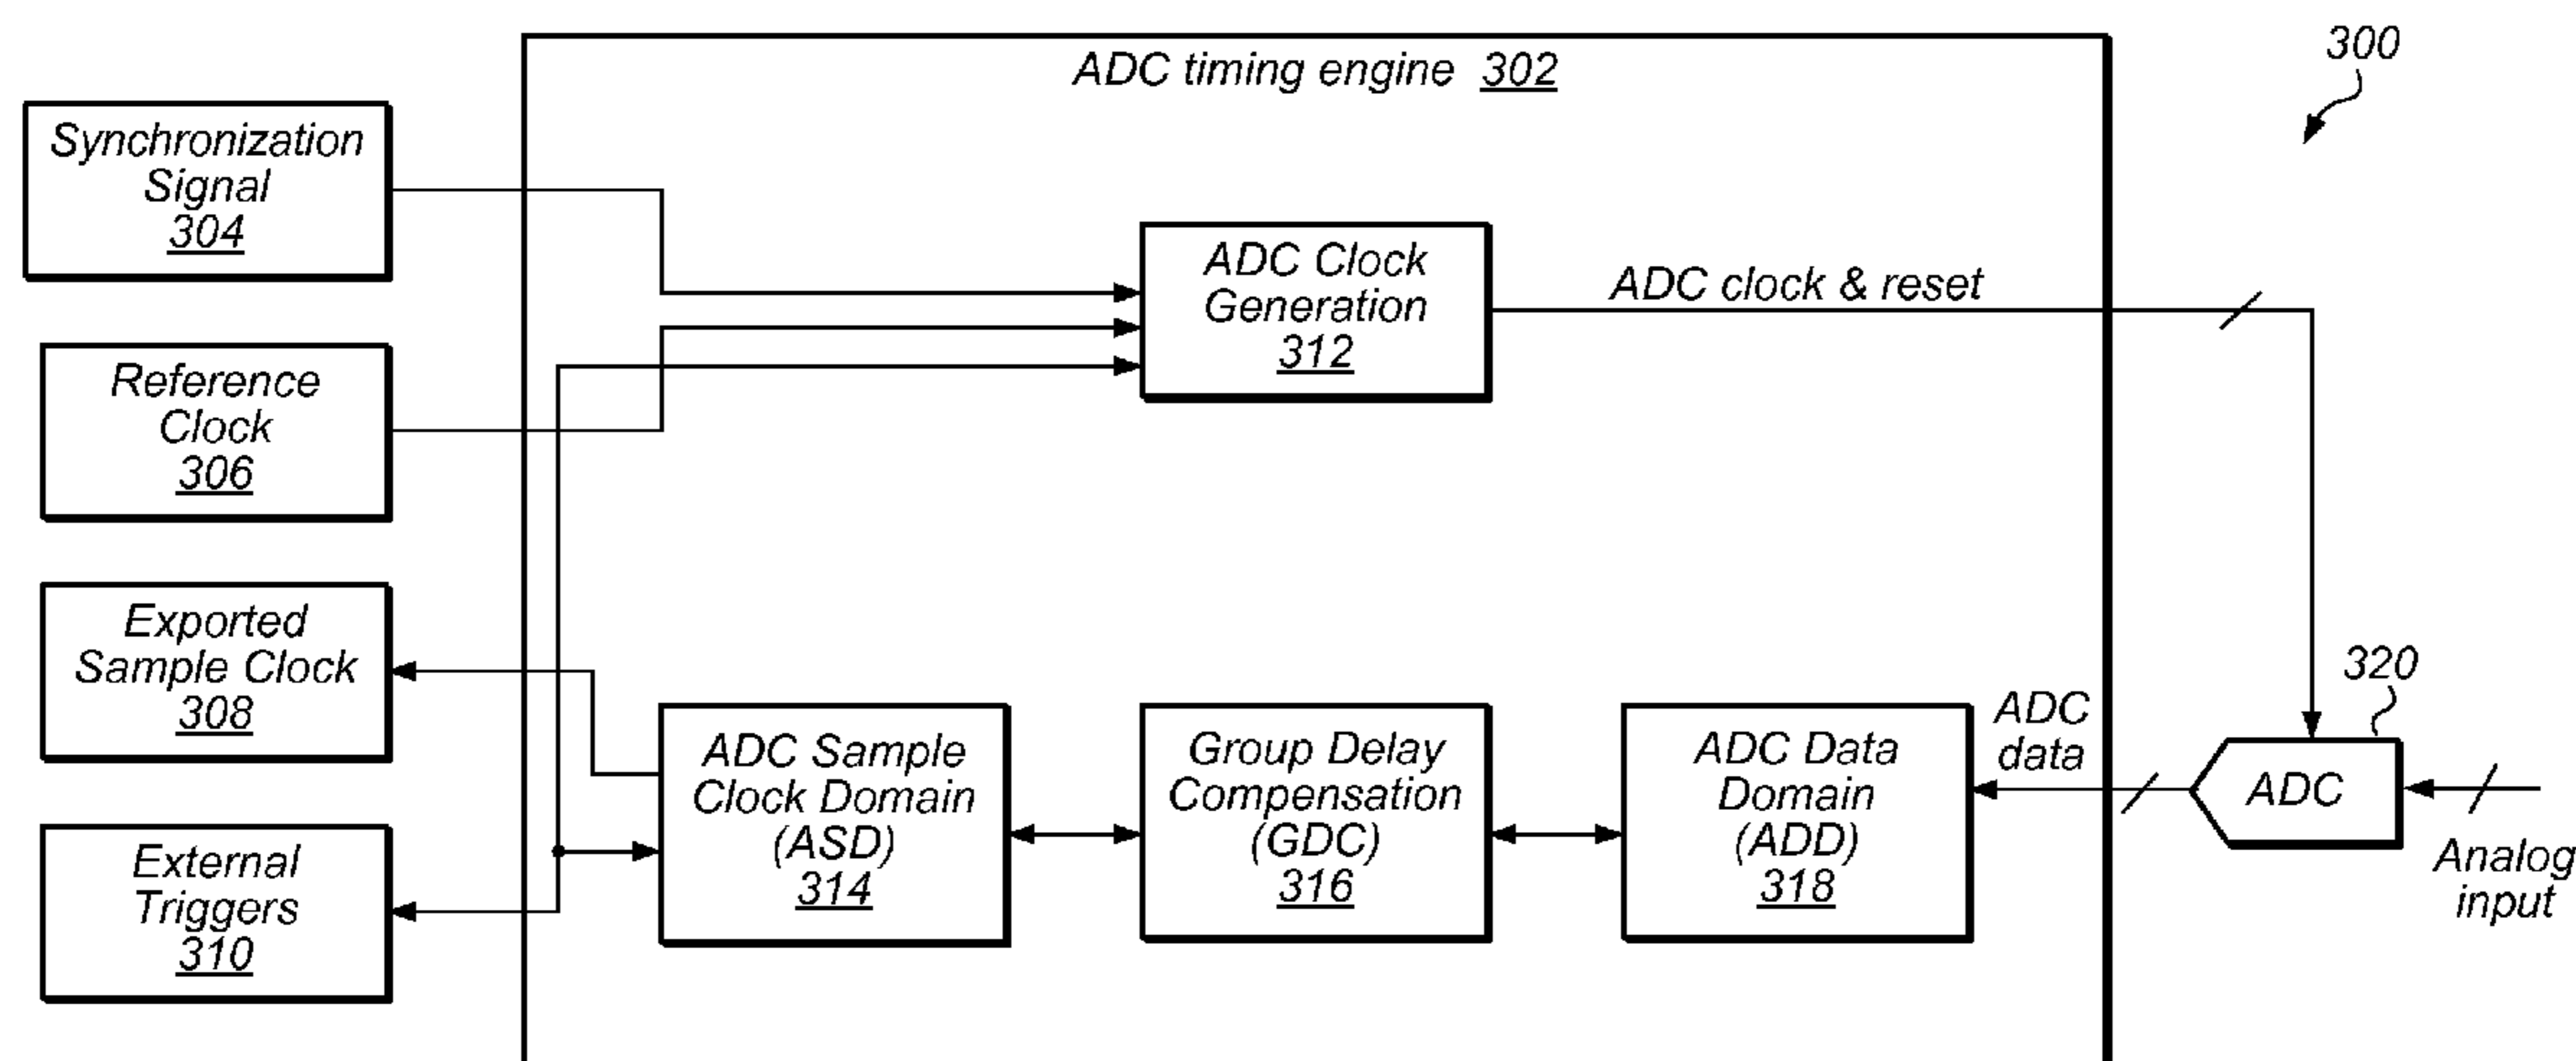 ADC timing engine 302
300
Synchronization
Signal
304
ADC Clock
Generation
312
ADC clock & reset
Reference
Clock
306
Exported
Sample Clock
308
ADC Sample
Clock Domain
(ASD)
314
Group Delay
Compensation
(GDC)
316
ADC Data
Domain
(ADD)
318
ADC
data
320
ADC
Analog
input
External
Triggers
310